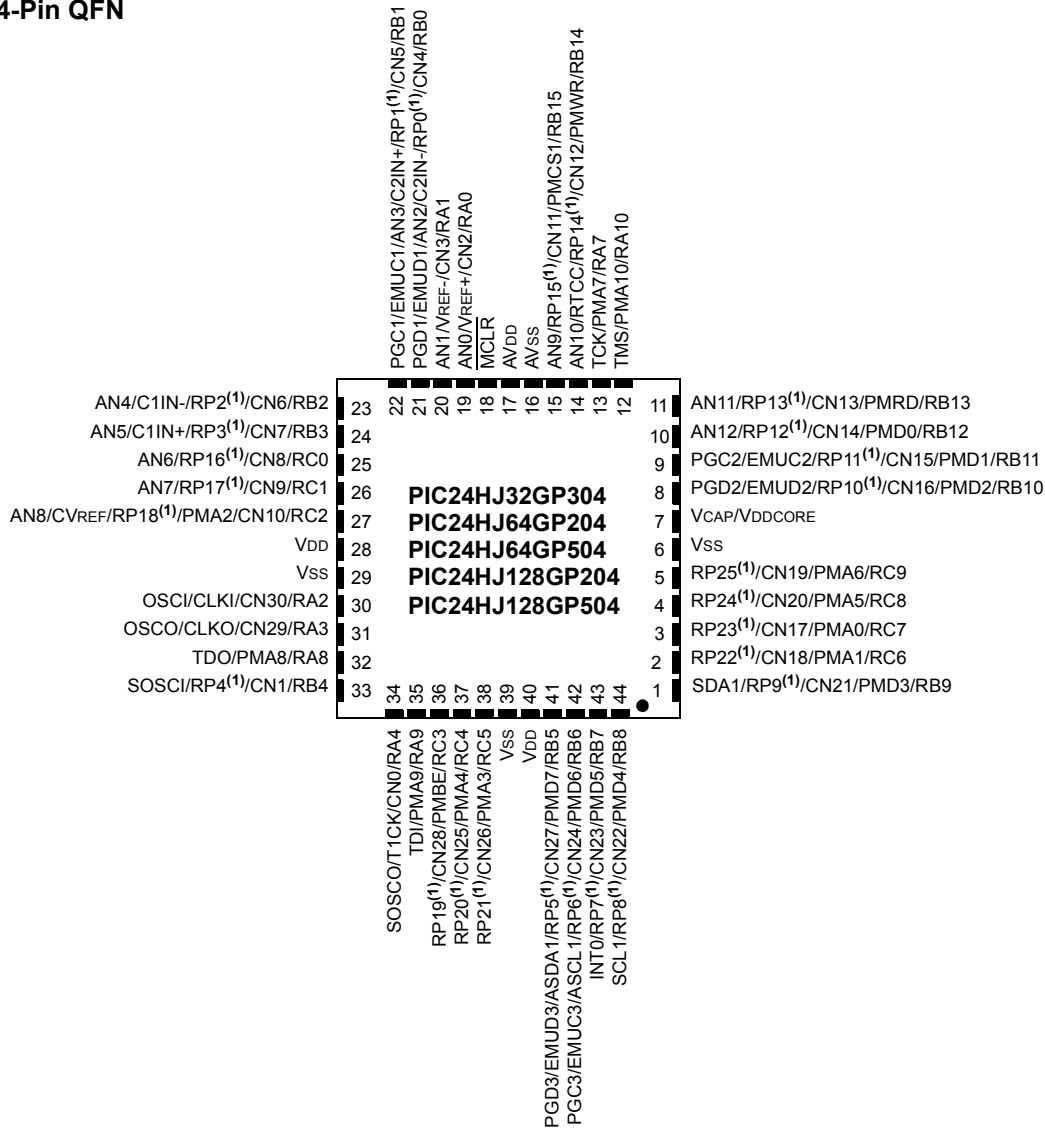 4-Pin QFN
PGC1/EMUC1/AN3/C2IN+/RP1(1)/CN5/RB1
PGD1/EMUD1/AN2/C2IN-/RP0(1)/CN4/RB0
AN1/VREF-/CN3/RA1
AN0/VREF+/CN2/RA0
MCLR
AVDD
AVSS
AN9/RP15(1)/CN11/PMCS1/RB15
AN10/RTCC/RP14(1)/CN12/PMWR/RB14
TCK/PMA7/RA7
TMS/PMA10/RA10
22 21 20 19 18 17 16 15 14 13 12
AN4/C1IN-/RP2(1)/CN6/RB2 23
AN5/C1IN+/RP3(1)/CN7/RB3 24
AN6/RP16(1)/CN8/RC0 25
AN7/RP17(1)/CN9/RC1 26
AN8/CVREF/RP18(1)/PMA2/CN10/RC2 27
VDD 28
VSS 29
OSCI/CLKI/CN30/RA2 30
OSCO/CLKO/CN29/RA3 31
TDO/PMA8/RA8 32
SOSCI/RP4(1)/CN1/RB4 33
PIC24HJ32GP304
PIC24HJ64GP204
PIC24HJ64GP504
PIC24HJ128GP204
PIC24HJ128GP504
11 AN11/RP13(1)/CN13/PMRD/RB13
10 AN12/RP12(1)/CN14/PMD0/RB12
9 PGC2/EMUC2/RP11(1)/CN15/PMD1/RB11
8 PGD2/EMUD2/RP10(1)/CN16/PMD2/RB10
7 VCAP/VDDCORE
6 VSS
5 RP25(1)/CN19/PMA6/RC9
4 RP24(1)/CN20/PMA5/RC8
3 RP23(1)/CN17/PMA0/RC7
2 RP22(1)/CN18/PMA1/RC6
1 SDA1/RP9(1)/CN21/PMD3/RB9
34 35 36 37 38 39 40 41 42 43 44
SOSCO/T1CK/CN0/RA4
TDI/PMA9/RA9
RP19(1)/CN28/PMBE/RC3
RP20(1)/CN25/PMA4/RC4
RP21(1)/CN26/PMA3/RC5
VSS
VDD
PGD3/EMUD3/ASDA1/RP5(1)/CN27/PMD7/RB5
PGC3/EMUC3/ASCL1/RP6(1)/CN24/PMD6/RB6
INT0/RP7(1)/CN23/PMD5/RB7
SCL1/RP8(1)/CN22/PMD4/RB8